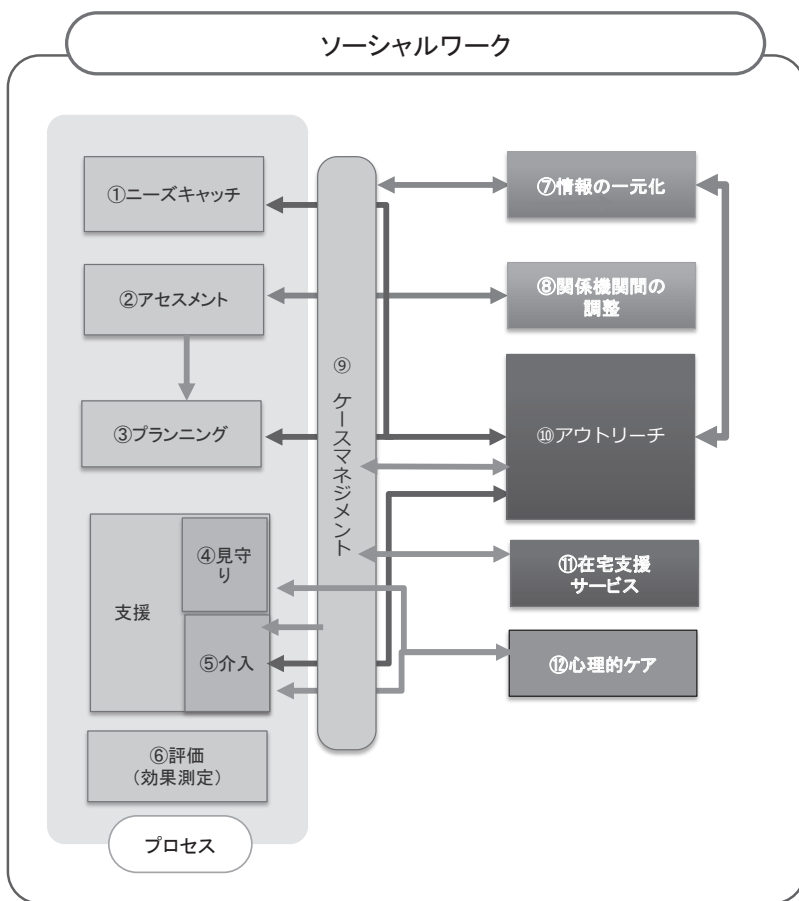 ソーシャルワーク
①ニーズキャッチ
②アセスメント
③プランニング
支援
④見守
り
⑤介入
⑥評価
(効果測定)
プロセス
⑨ケースマネジメント
⑦情報の一元化
⑧関係機関間の
調整
⑩アウトリーチ
⑪在宅支援
サービス
⑫心理的ケア